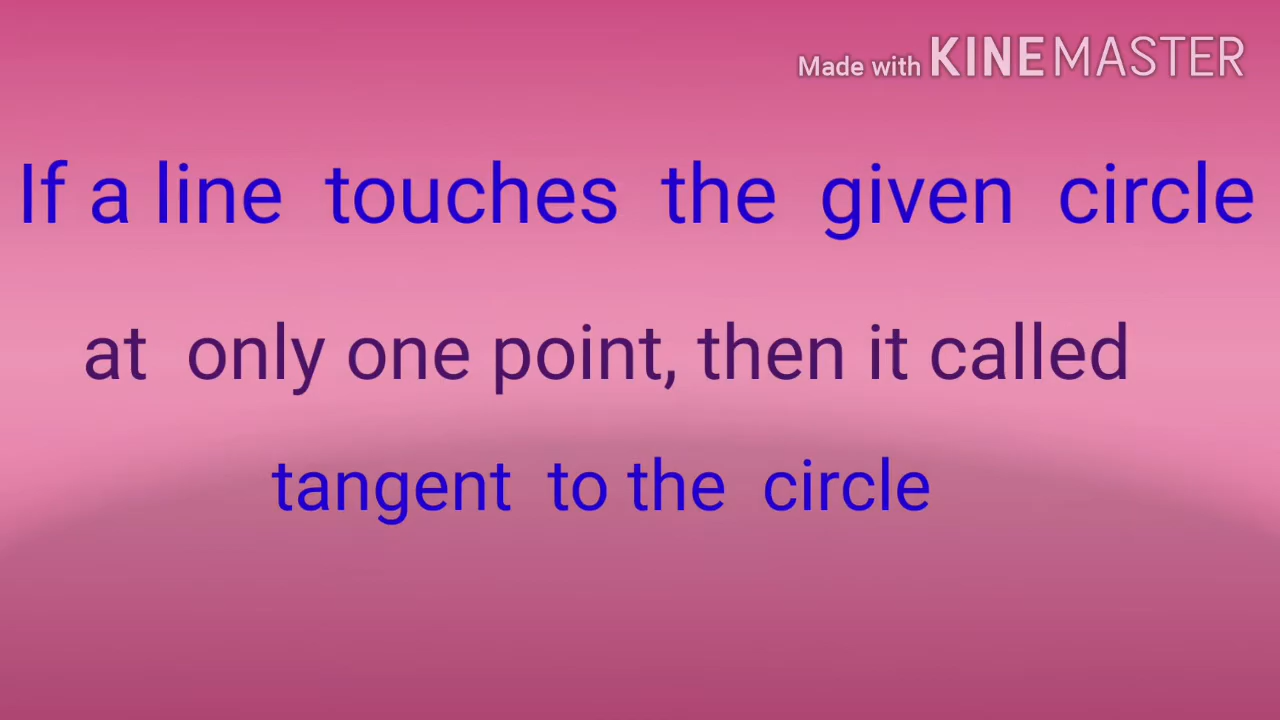 Made with KINEMASTER
If a line touches the given circle
at only one point, then it called
tangent to the circle